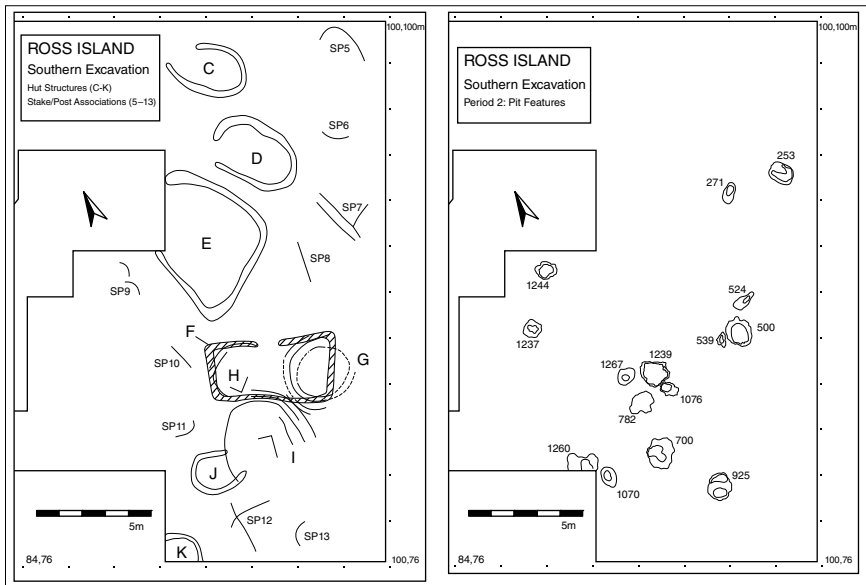 100,100m
ROSS ISLAND
Southern Excavation
Hut Structures (C-K)
Stake/Post Associations (5–13)
C
SP5
SP6
D
SP7
E
SP8
SP9
F
SP10
G
H
SP11
I
J
SP12
SP13
K
5m
84,76
100,76
100,100m
ROSS ISLAND
Southern Excavation
Period 2: Pit Features
253
271
1244
524
500
1237
539
1239
1267
1076
782
700
1260
925
1070
5m
84,76
100,76